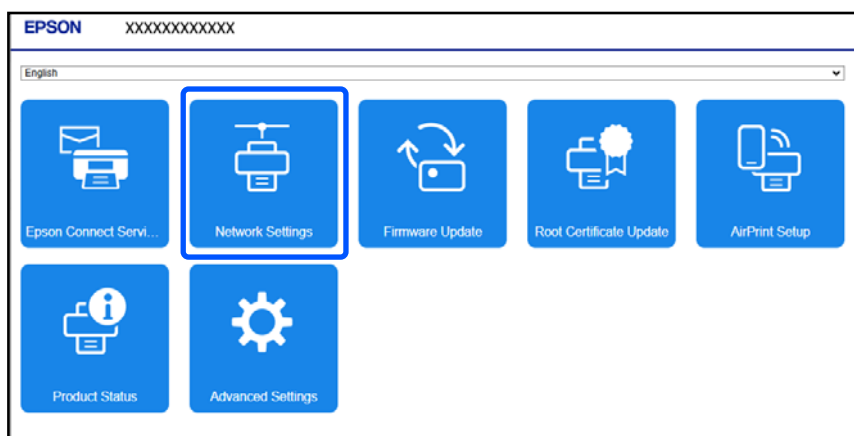 EPSON XXXXXXXXXXXX
English
Epson Connect Servi...
Network Settings
Firmware Update
Root Certificate Update
AirPrint Setup
Product Status
Advanced Settings